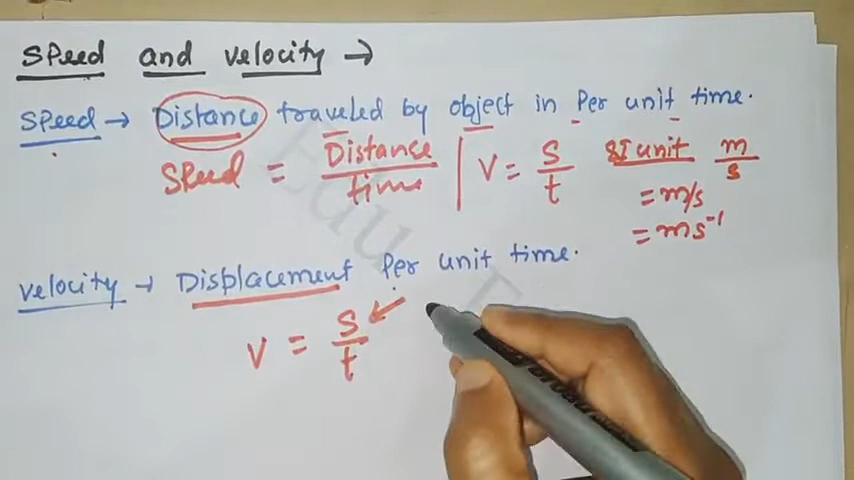 Speed and velocity →
Speed → Distance traveled by object in Per unit time.
Speed = Distance / time | V = S / t SI unit m / s
= m/s
= ms⁻¹
velocity → Displacement Per unit time.
V = S / t
Edu